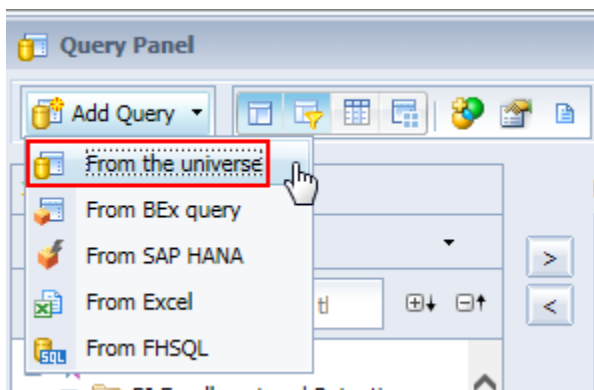 Query Panel
Add Query
From the universe
From BEx query
>
From SAP HANA
From Excel
<
From FHSQL